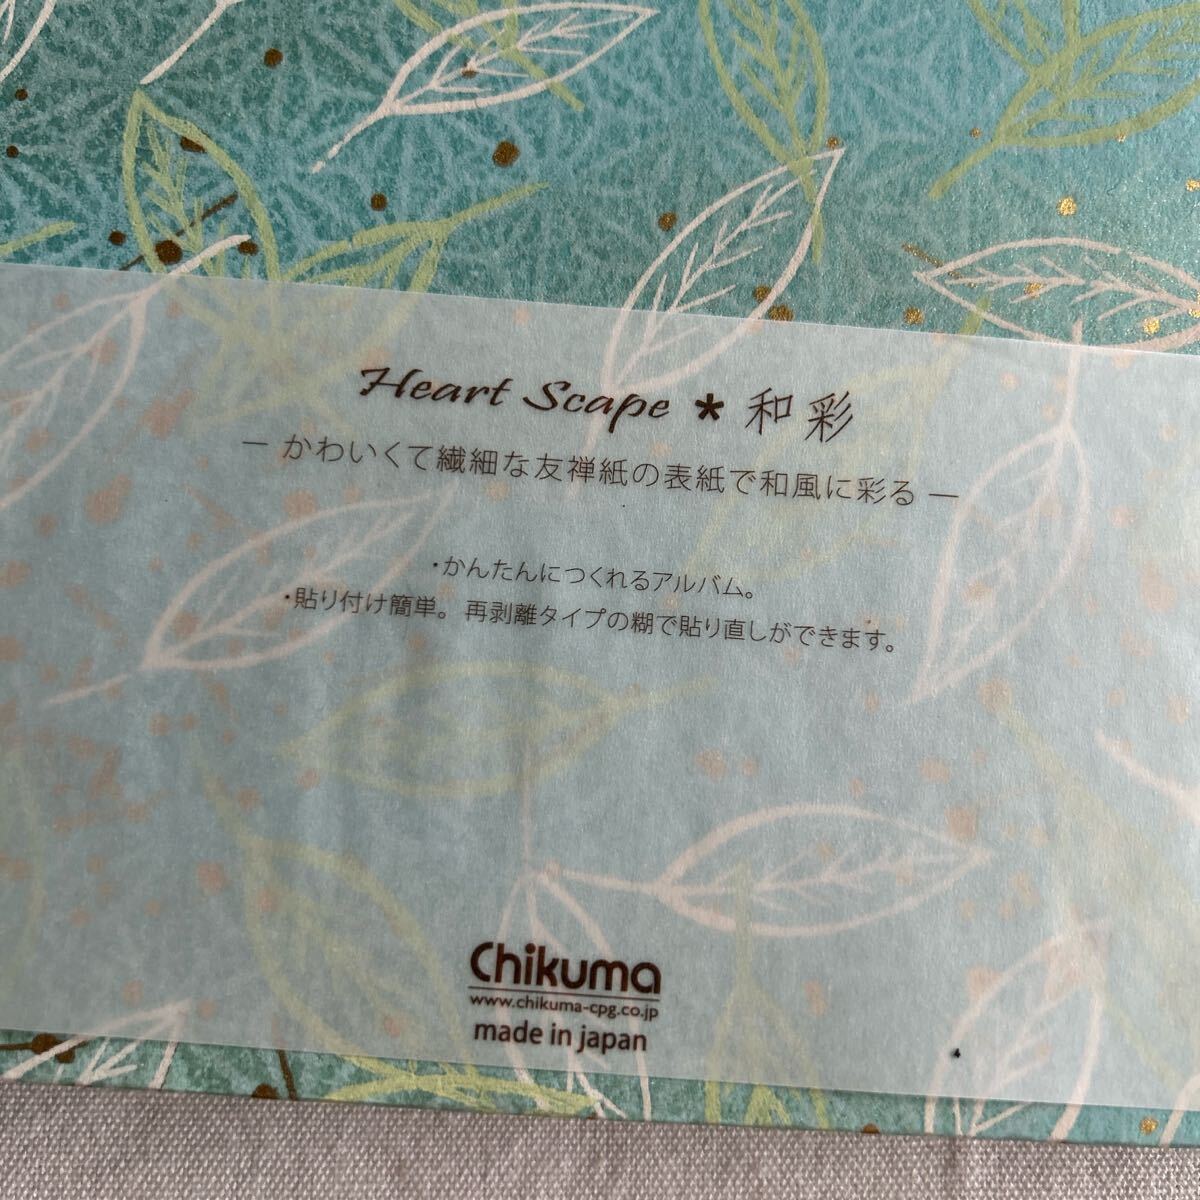 Heart Scape * 和彩
― かわいくて繊細な友禅紙の表紙で和風に彩る ―
・かんたんにつくれるアルバム。
・貼り付け簡単。再剥離タイプの糊で貼り直しができます。
Chikuma
www.chikuma-cpg.co.jp
made in japan